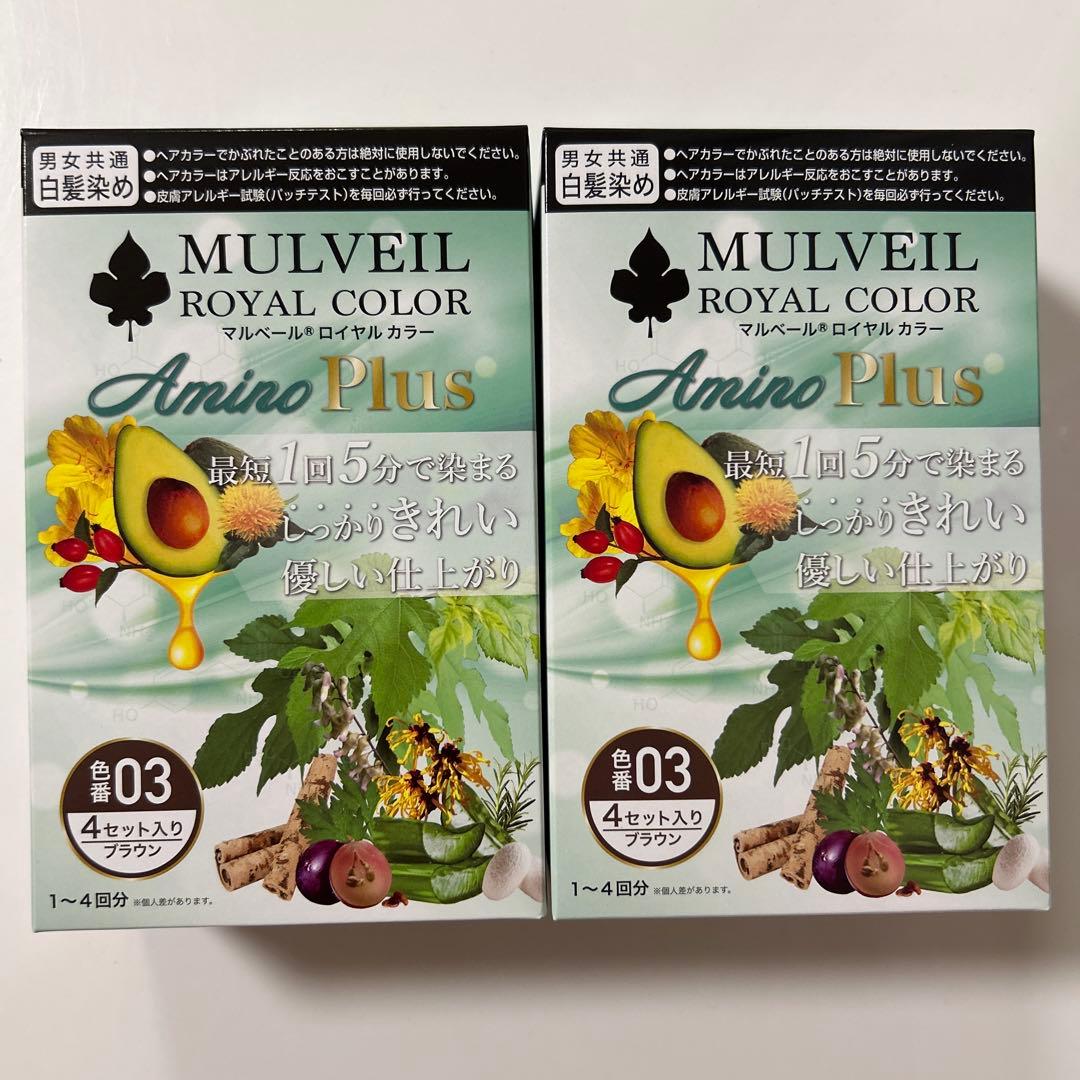 男女共通
白髪染め
●ヘアカラーでかぶれたことのある方は絶対に使用しないでください。
●ヘアカラーはアレルギー反応をおこすことがあります。
●皮膚アレルギー試験(パッチテスト)を毎回必ず行ってください。
MULVEIL
ROYAL COLOR
マルベール® ロイヤル カラー
Amino Plus
最短1回5分で染まる
しっかりきれい
優しい仕上がり
色番03
4セット入り
ブラウン
1〜4回分 ※個人差があります。
男女共通
白髪染め
●ヘアカラーでかぶれたことのある方は絶対に使用しないでください。
●ヘアカラーはアレルギー反応をおこすことがあります。
●皮膚アレルギー試験(パッチテスト)を毎回必ず行ってください。
MULVEIL
ROYAL COLOR
マルベール® ロイヤル カラー
Amino Plus
最短1回5分で染まる
しっかりきれい
優しい仕上がり
色番03
4セット入り
ブラウン
1〜4回分 ※個人差があります。